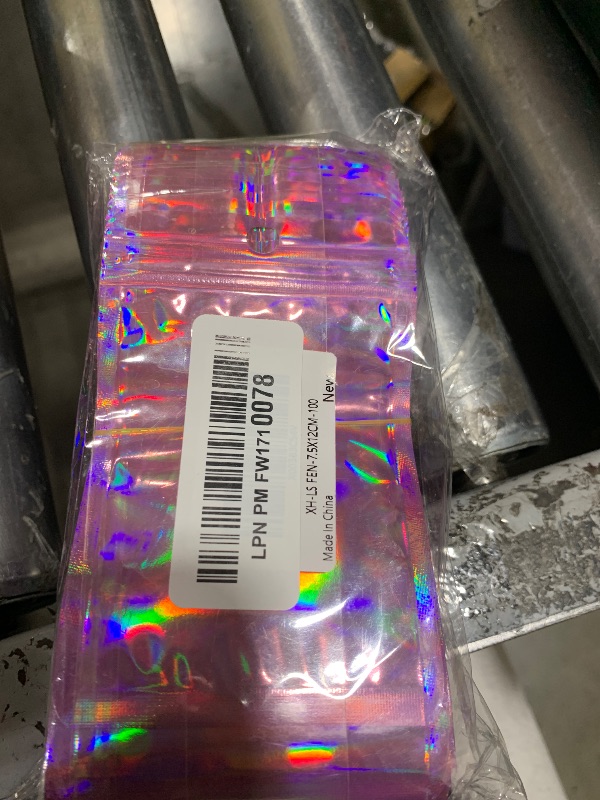 LPN PM FW1710078
XH-LS FEN-7.5X12CM-100
New
Made In China